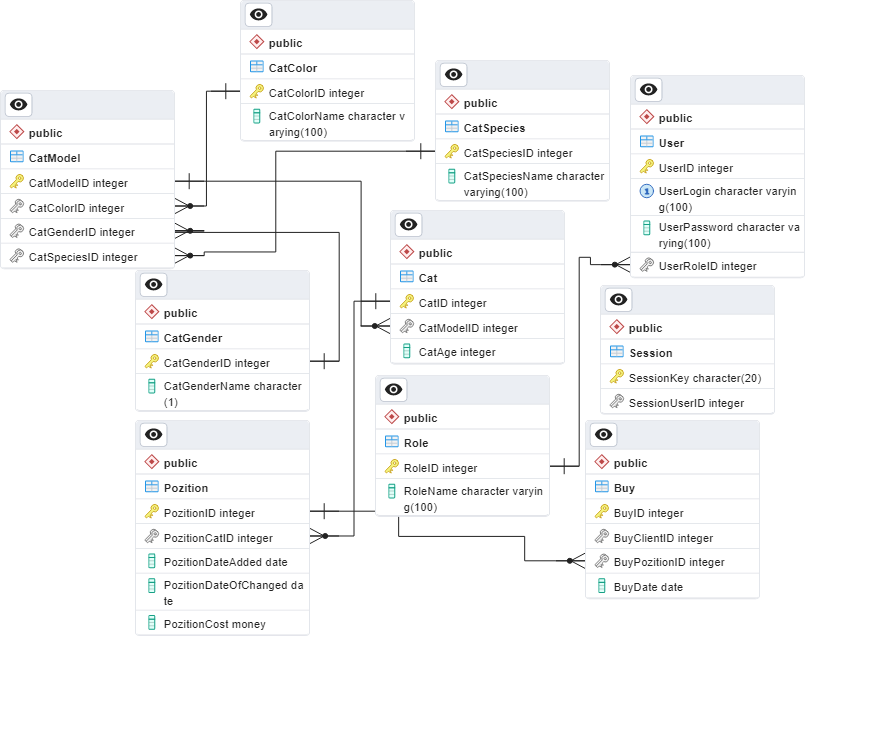 public
CatColor
CatColorID integer
CatColorName character v
arying(100)
public
CatSpecies
CatSpeciesID integer
CatSpeciesName character
varying(100)
public
User
UserID integer
1
UserLogin character varyin
g(100)
UserPassword character va
rying(100)
UserRoleID integer
public
CatModel
CatModelID integer
CatColorID integer
CatGenderID integer
CatSpeciesID integer
public
Cat
CatID integer
CatModelID integer
CatAge integer
public
CatGender
CatGenderID integer
CatGenderName character
(1)
public
Session
SessionKey character(20)
SessionUserID integer
public
Role
RoleID integer
RoleName character varyin
g(100)
public
Pozition
PozitionID integer
PozitionCatID integer
PozitionDateAdded date
PozitionDateOfChanged da
te
PozitionCost money
public
Buy
BuyID integer
BuyClientID integer
BuyPozitionID integer
BuyDate date